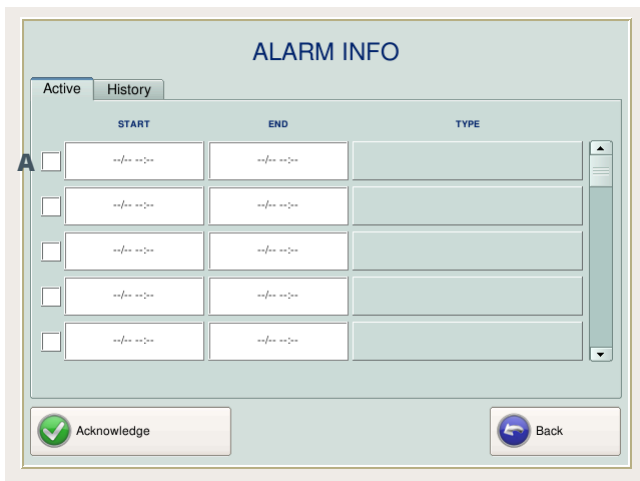 ALARM INFO
Active History
START END TYPE
A --/-- --:-- --/-- --:--
--/-- --:-- --/-- --:--
--/-- --:-- --/-- --:--
--/-- --:-- --/-- --:--
--/-- --:-- --/-- --:--
Acknowledge Back